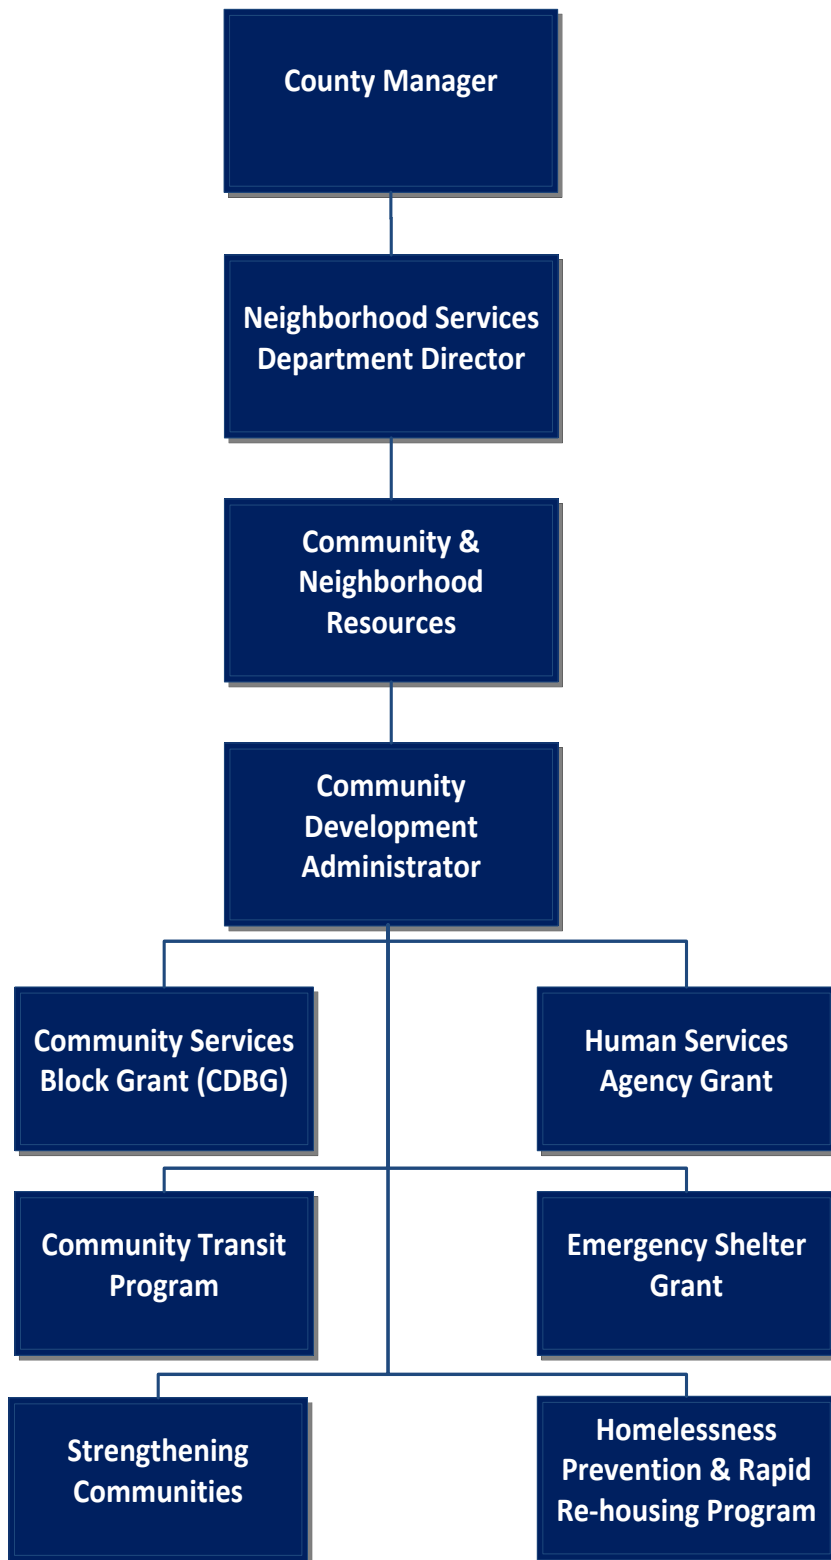 County Manager
Neighborhood Services
Department Director
Community &
Neighborhood
Resources
Community
Development
Administrator
Community Services
Block Grant (CDBG)
Human Services
Agency Grant
Community Transit
Program
Emergency Shelter
Grant
Strengthening
Communities
Homelessness
Prevention & Rapid
Re-housing Program